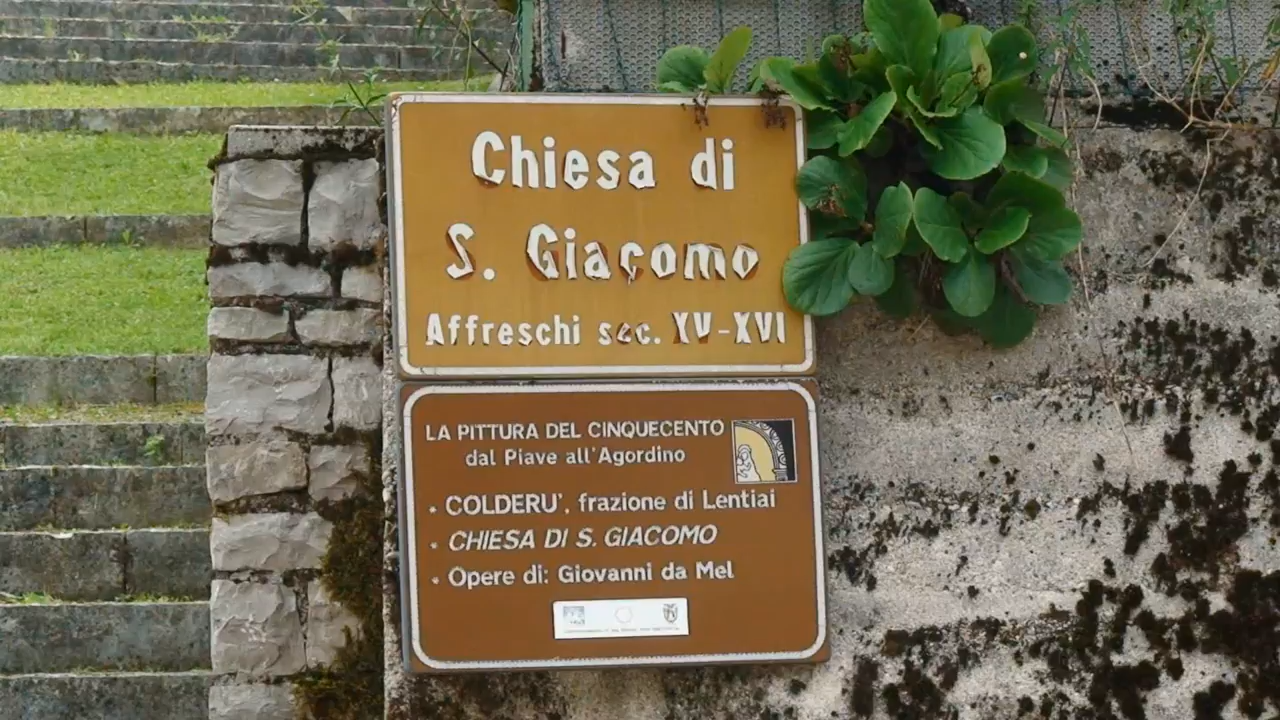 Chiesa di
S. Giacomo
Affreschi sec. XV-XVI
LA PITTURA DEL CINQUECENTO
dal Piave all'Agordino
• COLDERU', frazione di Lentiai
• CHIESA DI S. GIACOMO
• Opere di: Giovanni da Mel